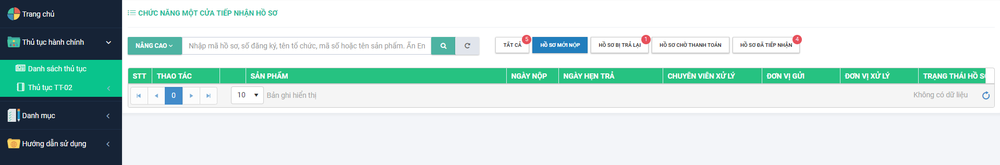 Trang chủ
Thủ tục hành chính
Danh sách thủ tục
Thủ tục TT-02
Danh mục
Hướng dẫn sử dụng
CHỨC NĂNG MỘT CỬA TIẾP NHẬN HỒ SƠ
NÂNG CAO Nhập mã hồ sơ, số đăng ký, tên tổ chức, mã số hoặc tên sản phẩm. Ấn En
TẤT CẢ 5 HỒ SƠ MỚI NỘP HỒ SƠ BỊ TRẢ LẠI 1 HỒ SƠ CHỜ THANH TOÁN HỒ SƠ ĐÃ TIẾP NHẬN 4
STT THAO TÁC SẢN PHẨM NGÀY NỘP NGÀY HẸN TRẢ CHUYÊN VIÊN XỬ LÝ ĐƠN VỊ GỬI ĐƠN VỊ XỬ LÝ TRẠNG THÁI HỒ SƠ
0 10 Bản ghi hiển thị Không có dữ liệu